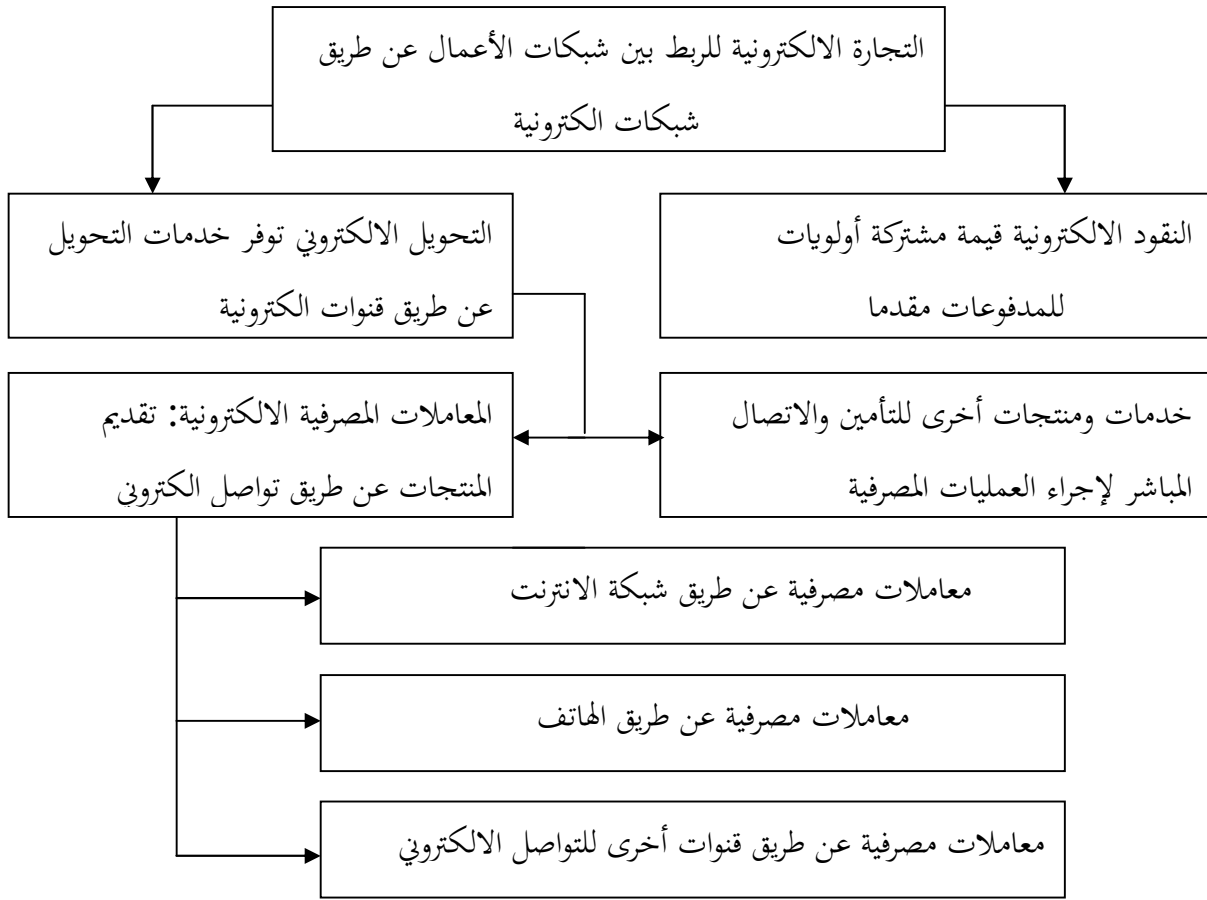 التجارة الالكترونية للربط بين شبكات الأعمال عن طريق
شبكات الكترونية
النقود الالكترونية قيمة مشتركة أولويات
للمدفوعات مقدما
التحويل الالكتروني توفر خدمات التحويل
عن طريق قنوات الكترونية
خدمات ومنتجات أخرى للتأمين والاتصال
المباشر لإجراء العمليات المصرفية
المعاملات المصرفية الالكترونية: تقديم
المنتجات عن طريق تواصل الكتروني
معاملات مصرفية عن طريق شبكة الانترنت
معاملات مصرفية عن طريق الهاتف
معاملات مصرفية عن طريق قنوات أخرى للتواصل الالكتروني